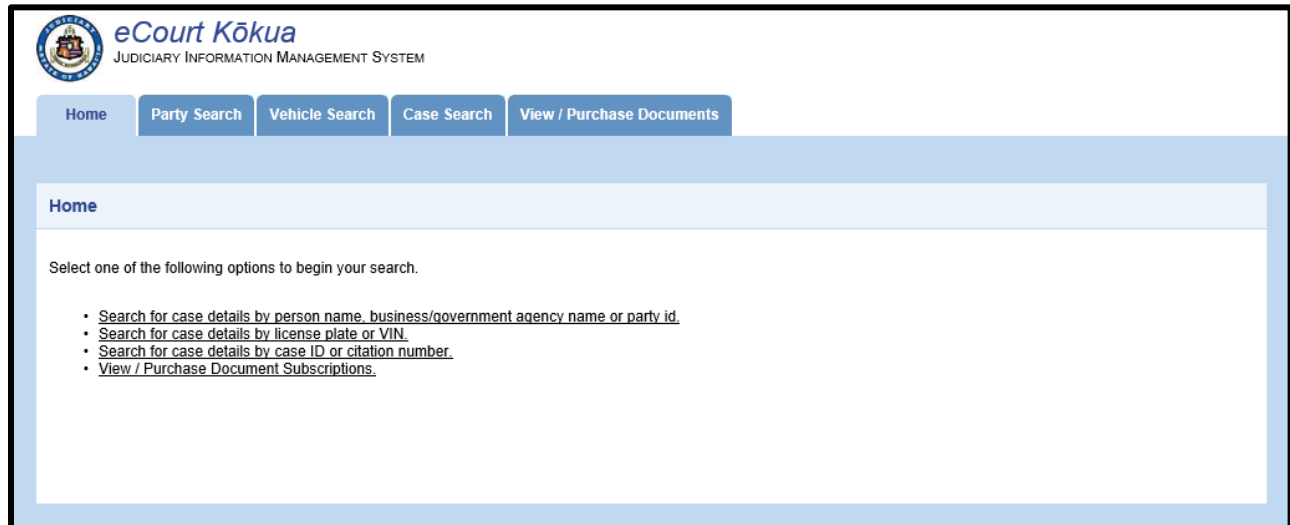 eCourt Kōkua
JUDICIARY INFORMATION MANAGEMENT SYSTEM
Home
Party Search
Vehicle Search
Case Search
View / Purchase Documents
Home
Select one of the following options to begin your search.
• Search for case details by person name, business/government agency name or party id.
• Search for case details by license plate or VIN.
• Search for case details by case ID or citation number.
• View / Purchase Document Subscriptions.